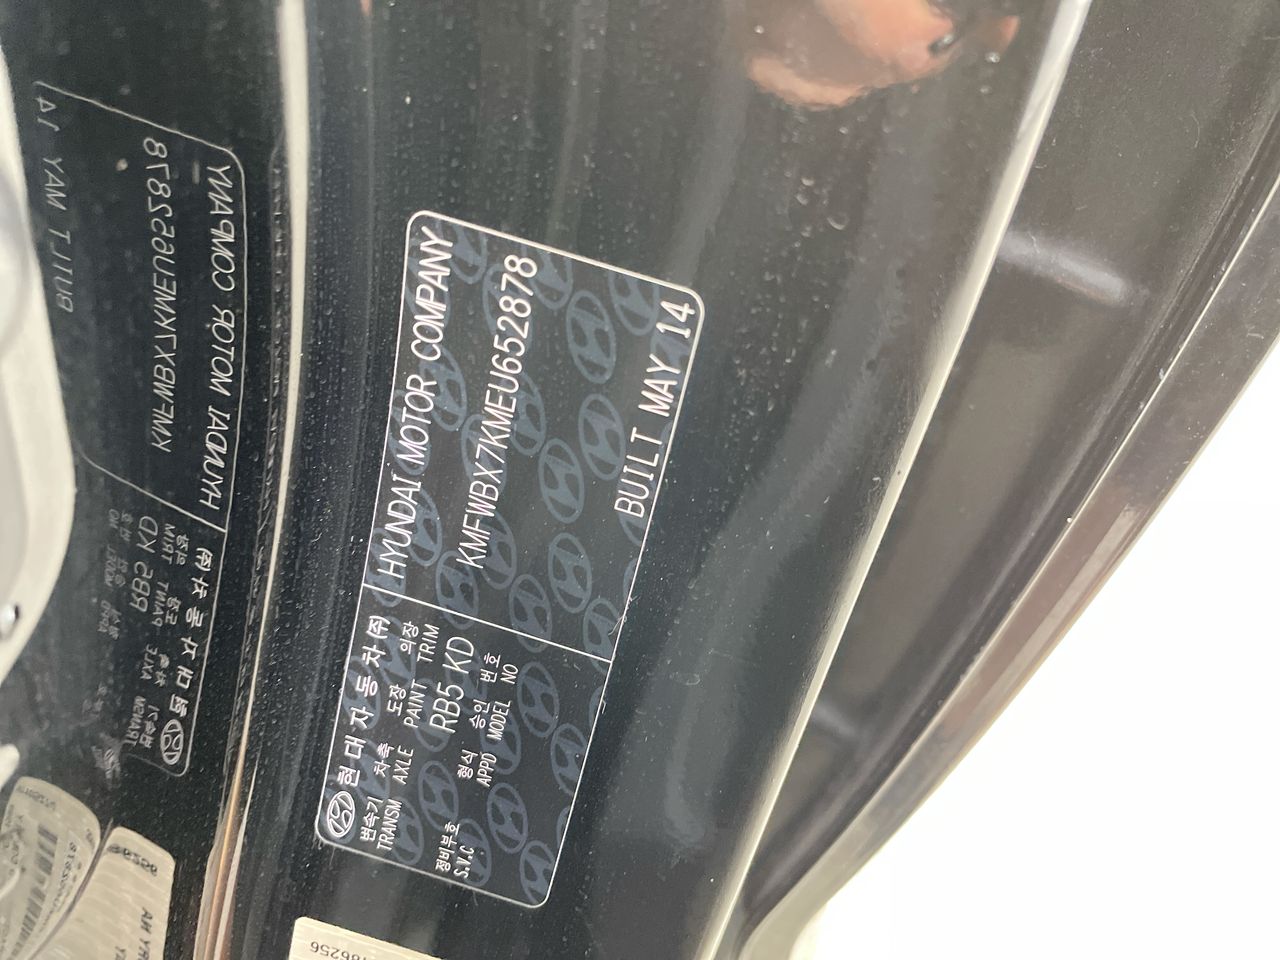 현대자동차(주)
HYUNDAI MOTOR COMPANY
변속기 차축 도장 의장
TRANSM AXLE PAINT TRIM
RB5 KD
KMFWBX7KMEU652878
정비부호 형식 승인 번호
S.V.C APPD MODEL NO
BUILT MAY 14